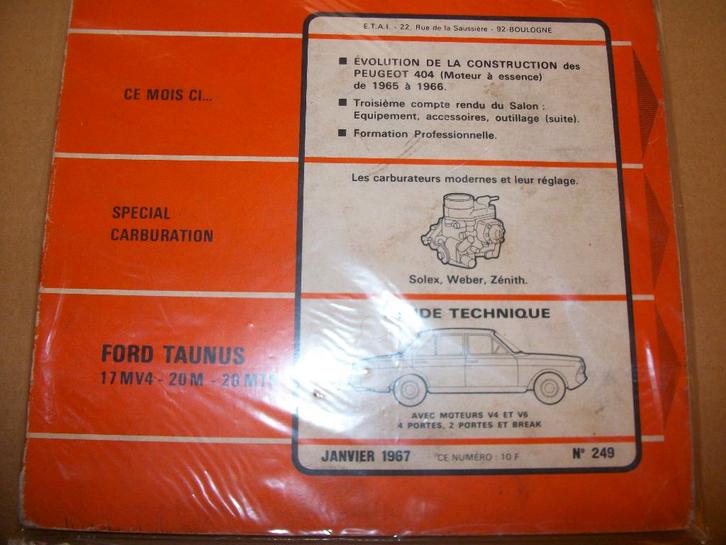 E.T.A.I. - 22, Rue de la Saussière - 92-BOULOGNE
CE MOIS CI...
■ ÉVOLUTION DE LA CONSTRUCTION des
PEUGEOT 404 (Moteur à essence)
de 1965 à 1966.
■ Troisième compte rendu du Salon :
Equipement, accessoires, outillage (suite).
■ Formation Professionnelle.
SPECIAL
CARBURATION
Les carburateurs modernes et leur réglage.
Solex, Weber, Zénith.
FORD TAUNUS
17 MV4 - 20 M - 20 MTS
TECHNIQUE
AVEC MOTEURS V4 ET V6
4 PORTES, 2 PORTES ET BREAK
JANVIER 1967 CE NUMÉRO : 10 F N° 249